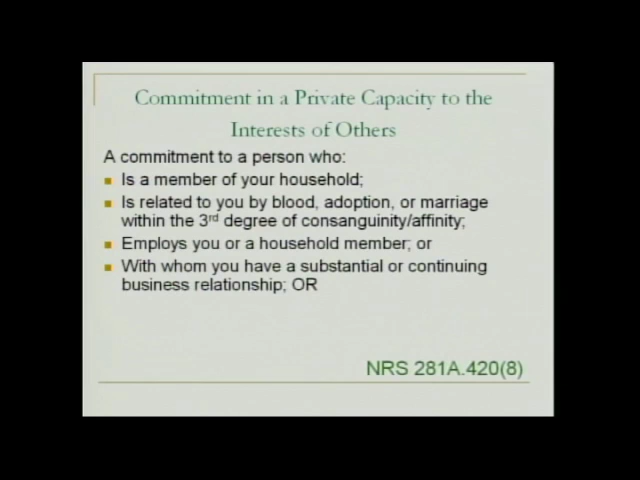 Commitment in a Private Capacity to the
Interests of Others
A commitment to a person who:
Is a member of your household;
Is related to you by blood, adoption, or marriage
within the 3rd degree of consanguinity/affinity;
Employs you or a household member; or
With whom you have a substantial or continuing
business relationship; OR
NRS 281A.420(8)